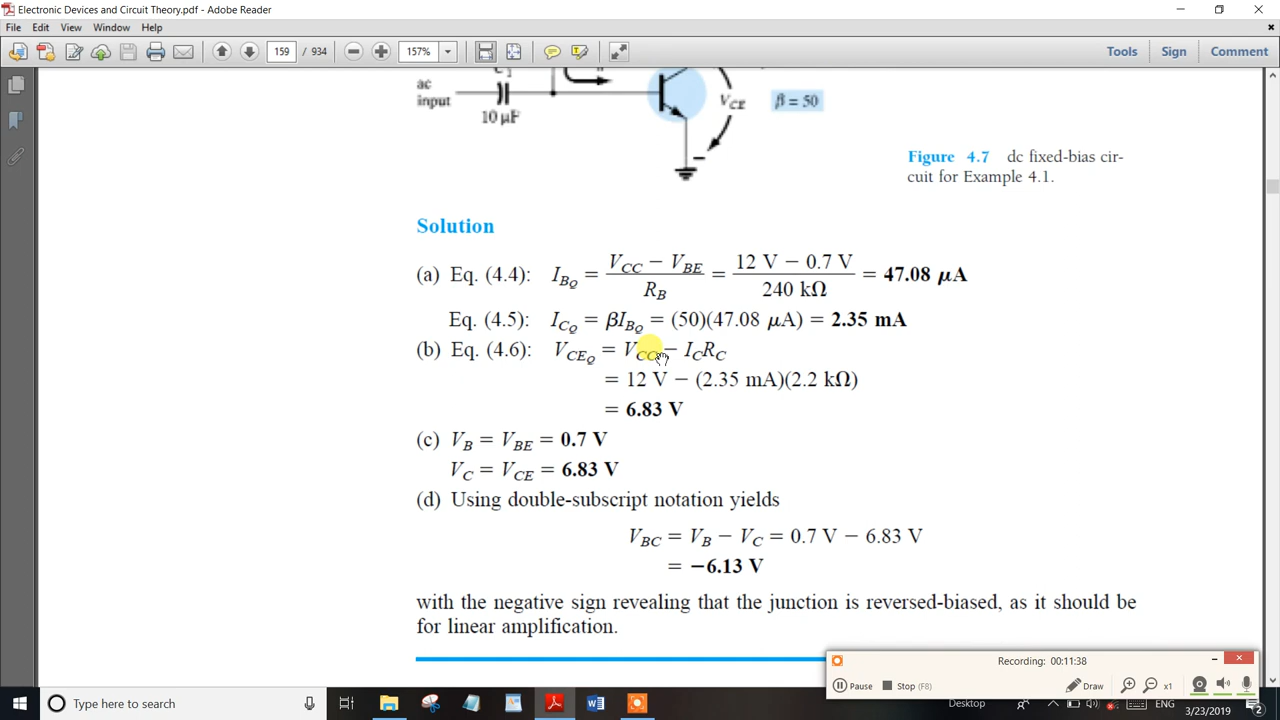 Electronic Devices and Circuit Theory.pdf - Adobe Reader
File Edit View Window Help
159 / 934 157% Tools Sign Comment
ac
input
10 μF
V_CE
β = 50
Figure 4.7 dc fixed-bias cir-
cuit for Example 4.1.
Solution
(a) Eq. (4.4): I_BQ = (V_CC − V_BE) / R_B = (12 V − 0.7 V) / 240 kΩ = 47.08 μA
Eq. (4.5): I_CQ = βI_BQ = (50)(47.08 μA) = 2.35 mA
(b) Eq. (4.6): V_CEQ = V_CC − I_C R_C
= 12 V − (2.35 mA)(2.2 kΩ)
= 6.83 V
(c) V_B = V_BE = 0.7 V
V_C = V_CE = 6.83 V
(d) Using double-subscript notation yields
V_BC = V_B − V_C = 0.7 V − 6.83 V
= −6.13 V
with the negative sign revealing that the junction is reversed-biased, as it should be
for linear amplification.
Recording: 00:11:38
Pause Stop (F8) Draw x1
Type here to search
Desktop ENG
3/23/2019 2